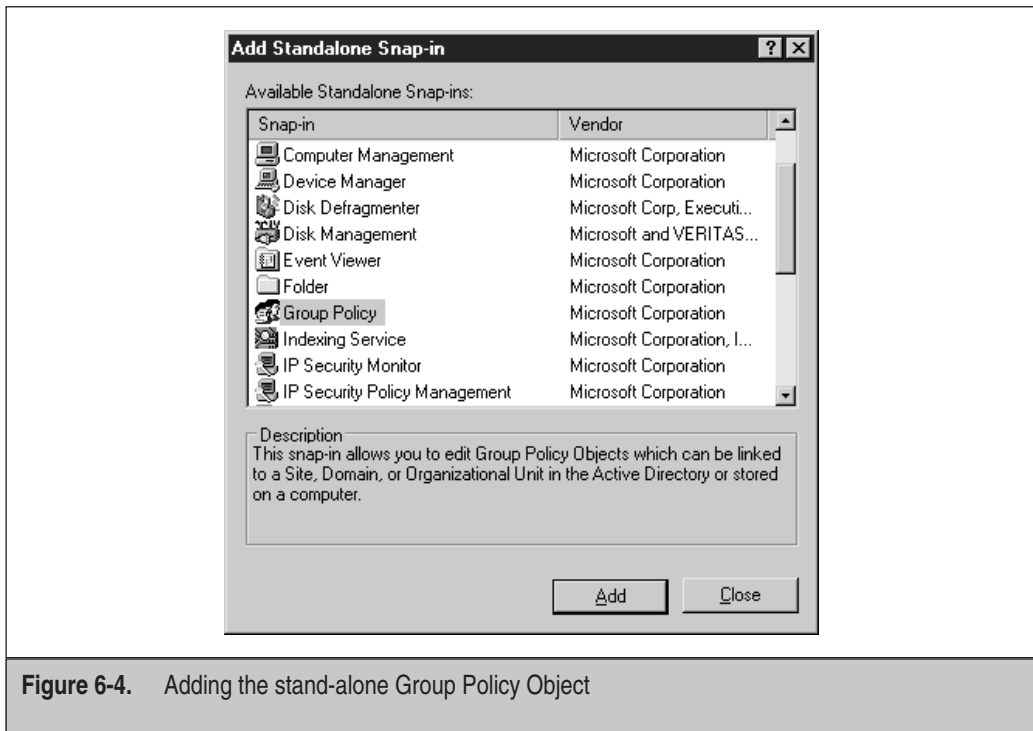 Add Standalone Snap-in
Available Standalone Snap-ins:
Snap-in Vendor
Computer Management Microsoft Corporation
Device Manager Microsoft Corporation
Disk Defragmenter Microsoft Corp, Executi...
Disk Management Microsoft and VERITAS...
Event Viewer Microsoft Corporation
Folder Microsoft Corporation
Group Policy Microsoft Corporation
Indexing Service Microsoft Corporation, I...
IP Security Monitor Microsoft Corporation
IP Security Policy Management Microsoft Corporation
Description
This snap-in allows you to edit Group Policy Objects which can be linked
to a Site, Domain, or Organizational Unit in the Active Directory or stored
on a computer.
Add Close
Figure 6-4. Adding the stand-alone Group Policy Object